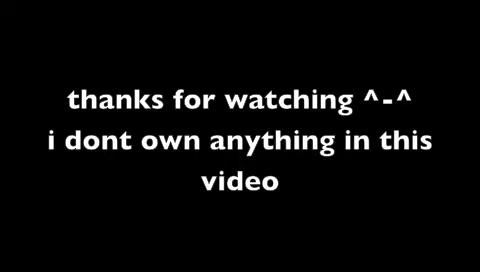 thanks for watching ^-^
i dont own anything in this
video